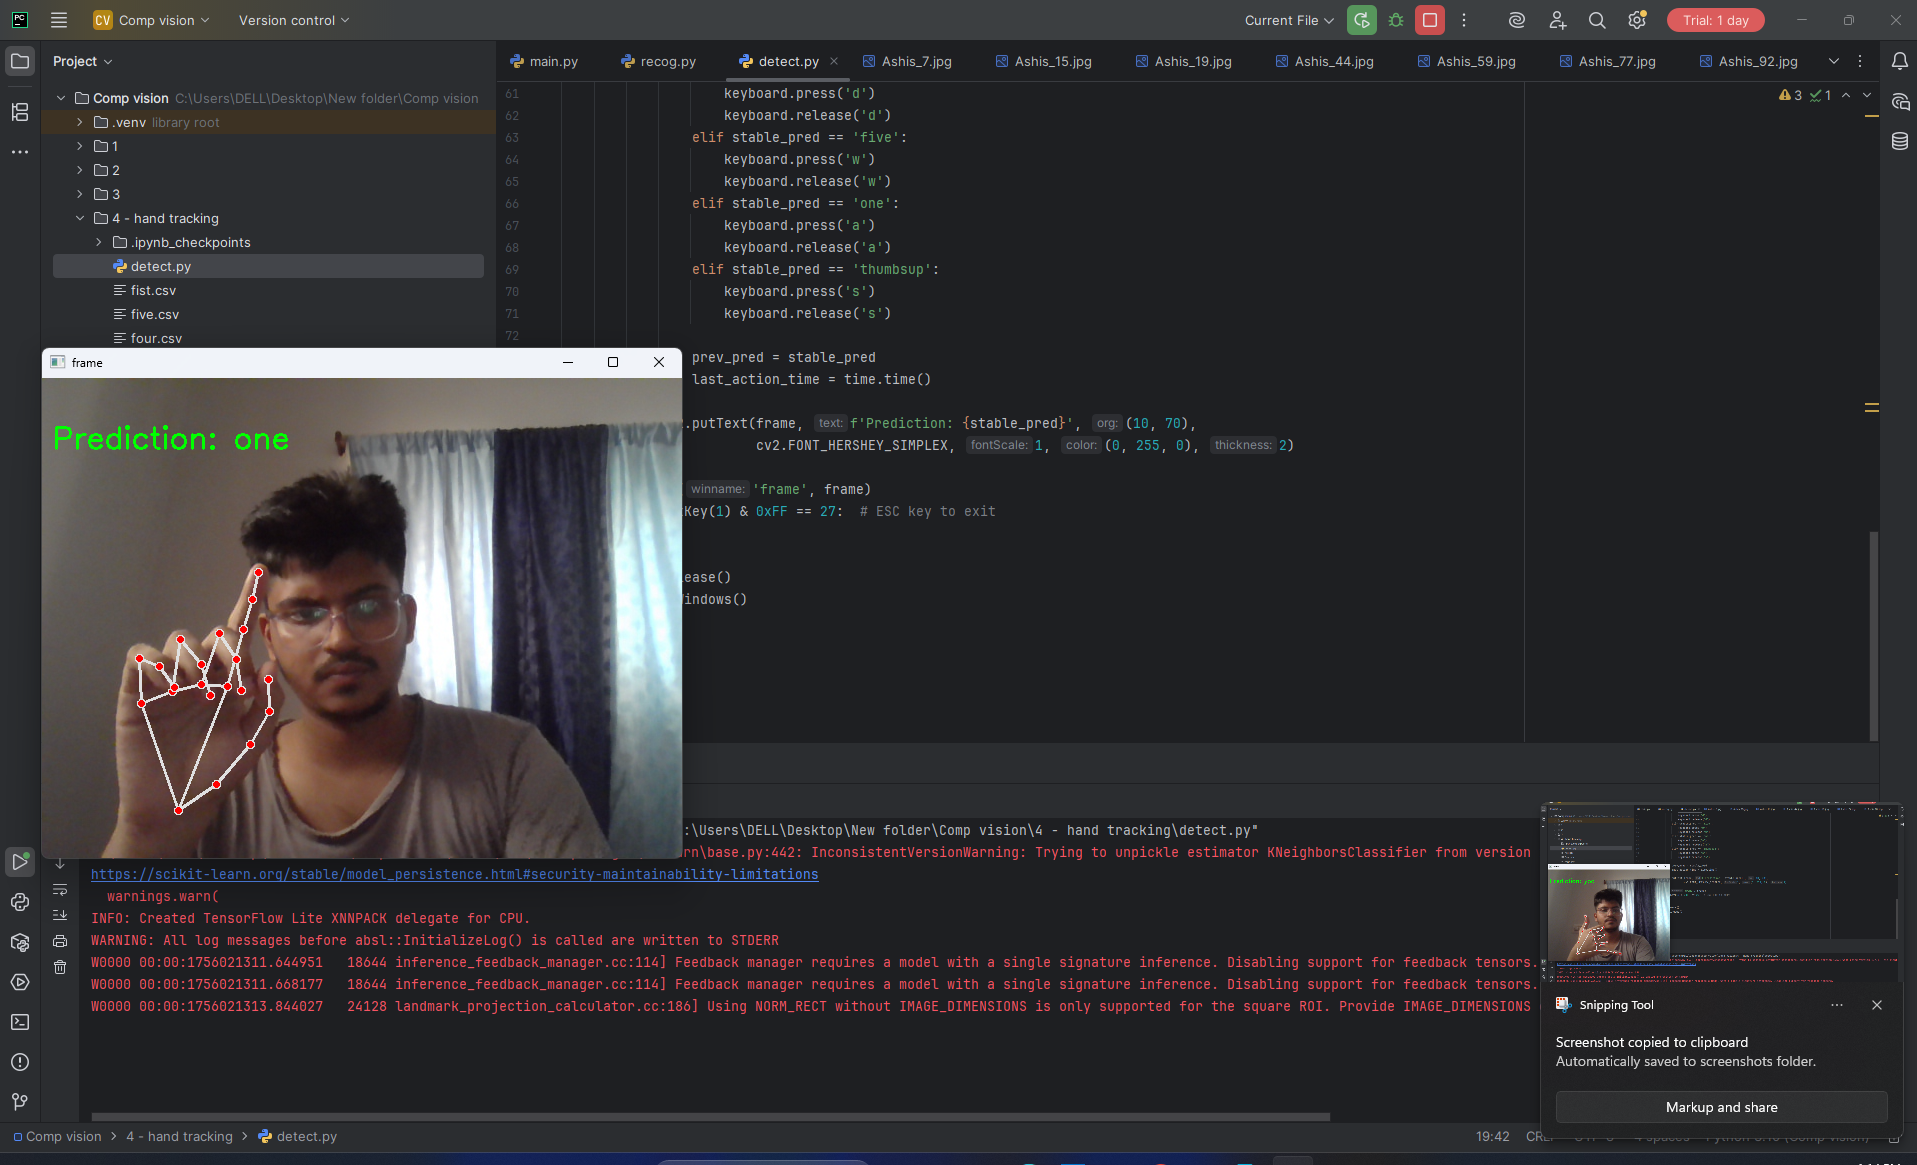 PC
CV Comp vision
Version control
Current File
Trial: 1 day
Project
main.py
recog.py
detect.py
Ashis_7.jpg
Ashis_15.jpg
Ashis_19.jpg
Ashis_44.jpg
Ashis_59.jpg
Ashis_77.jpg
Ashis_92.jpg
Comp vision C:\Users\DELL\Desktop\New folder\Comp vision
.venv library root
1
2
3
4 - hand tracking
.ipynb_checkpoints
detect.py
fist.csv
five.csv
four.csv
3 1
61 keyboard.press('d')
62 keyboard.release('d')
63 elif stable_pred == 'five':
64 keyboard.press('w')
65 keyboard.release('w')
66 elif stable_pred == 'one':
67 keyboard.press('a')
68 keyboard.release('a')
69 elif stable_pred == 'thumbsup':
70 keyboard.press('s')
71 keyboard.release('s')
72
prev_pred = stable_pred
last_action_time = time.time()
.putText(frame, text: f'Prediction: {stable_pred}', org: (10, 70),
cv2.FONT_HERSHEY_SIMPLEX, fontScale: 1, color: (0, 255, 0), thickness: 2)
winname: 'frame', frame)
Key(1) & 0xFF == 27: # ESC key to exit
ease()
indows()
frame
Prediction: one
:\Users\DELL\Desktop\New folder\Comp vision\4 - hand tracking\detect.py"
rn\base.py:442: InconsistentVersionWarning: Trying to unpickle estimator KNeighborsClassifier from version
https://scikit-learn.org/stable/model_persistence.html#security-maintainability-limitations
warnings.warn(
INFO: Created TensorFlow Lite XNNPACK delegate for CPU.
WARNING: All log messages before absl::InitializeLog() is called are written to STDERR
W0000 00:00:1756021311.644951 18644 inference_feedback_manager.cc:114] Feedback manager requires a model with a single signature inference. Disabling support for feedback tensors.
W0000 00:00:1756021311.668177 18644 inference_feedback_manager.cc:114] Feedback manager requires a model with a single signature inference. Disabling support for feedback tensors.
W0000 00:00:1756021313.844027 24128 landmark_projection_calculator.cc:186] Using NORM_RECT without IMAGE_DIMENSIONS is only supported for the square ROI. Provide IMAGE_DIMENSIONS
Snipping Tool
Screenshot copied to clipboard
Automatically saved to screenshots folder.
Markup and share
Comp vision > 4 - hand tracking > detect.py
19:42